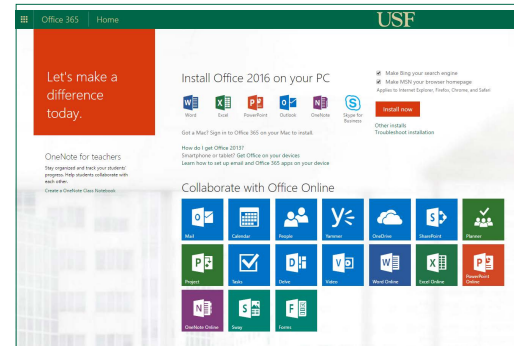 Office 365 Home USF
Let's make a
difference
today.
OneNote for teachers
Stay organized and track your students'
progress. Help students collaborate with
each other.
Create a OneNote Class Notebook
Install Office 2016 on your PC
Word Excel PowerPoint Outlook OneNote Skype for
Business
Got a Mac? Sign in to Office 365 on your Mac to install.
How do I get Office 2013?
Smartphone or tablet? Get Office on your devices
Learn how to set up email and Office 365 apps on your device
Make Bing your search engine
Make MSN your browser homepage
Applies to Internet Explorer, Firefox, Chrome, and Safari
Install now
Other installs
Troubleshoot installation
Collaborate with Office Online
Mail Calendar People Yammer OneDrive SharePoint Planner
Project Tasks Delve Video Word Online Excel Online PowerPoint
Online
OneNote Online Sway Forms